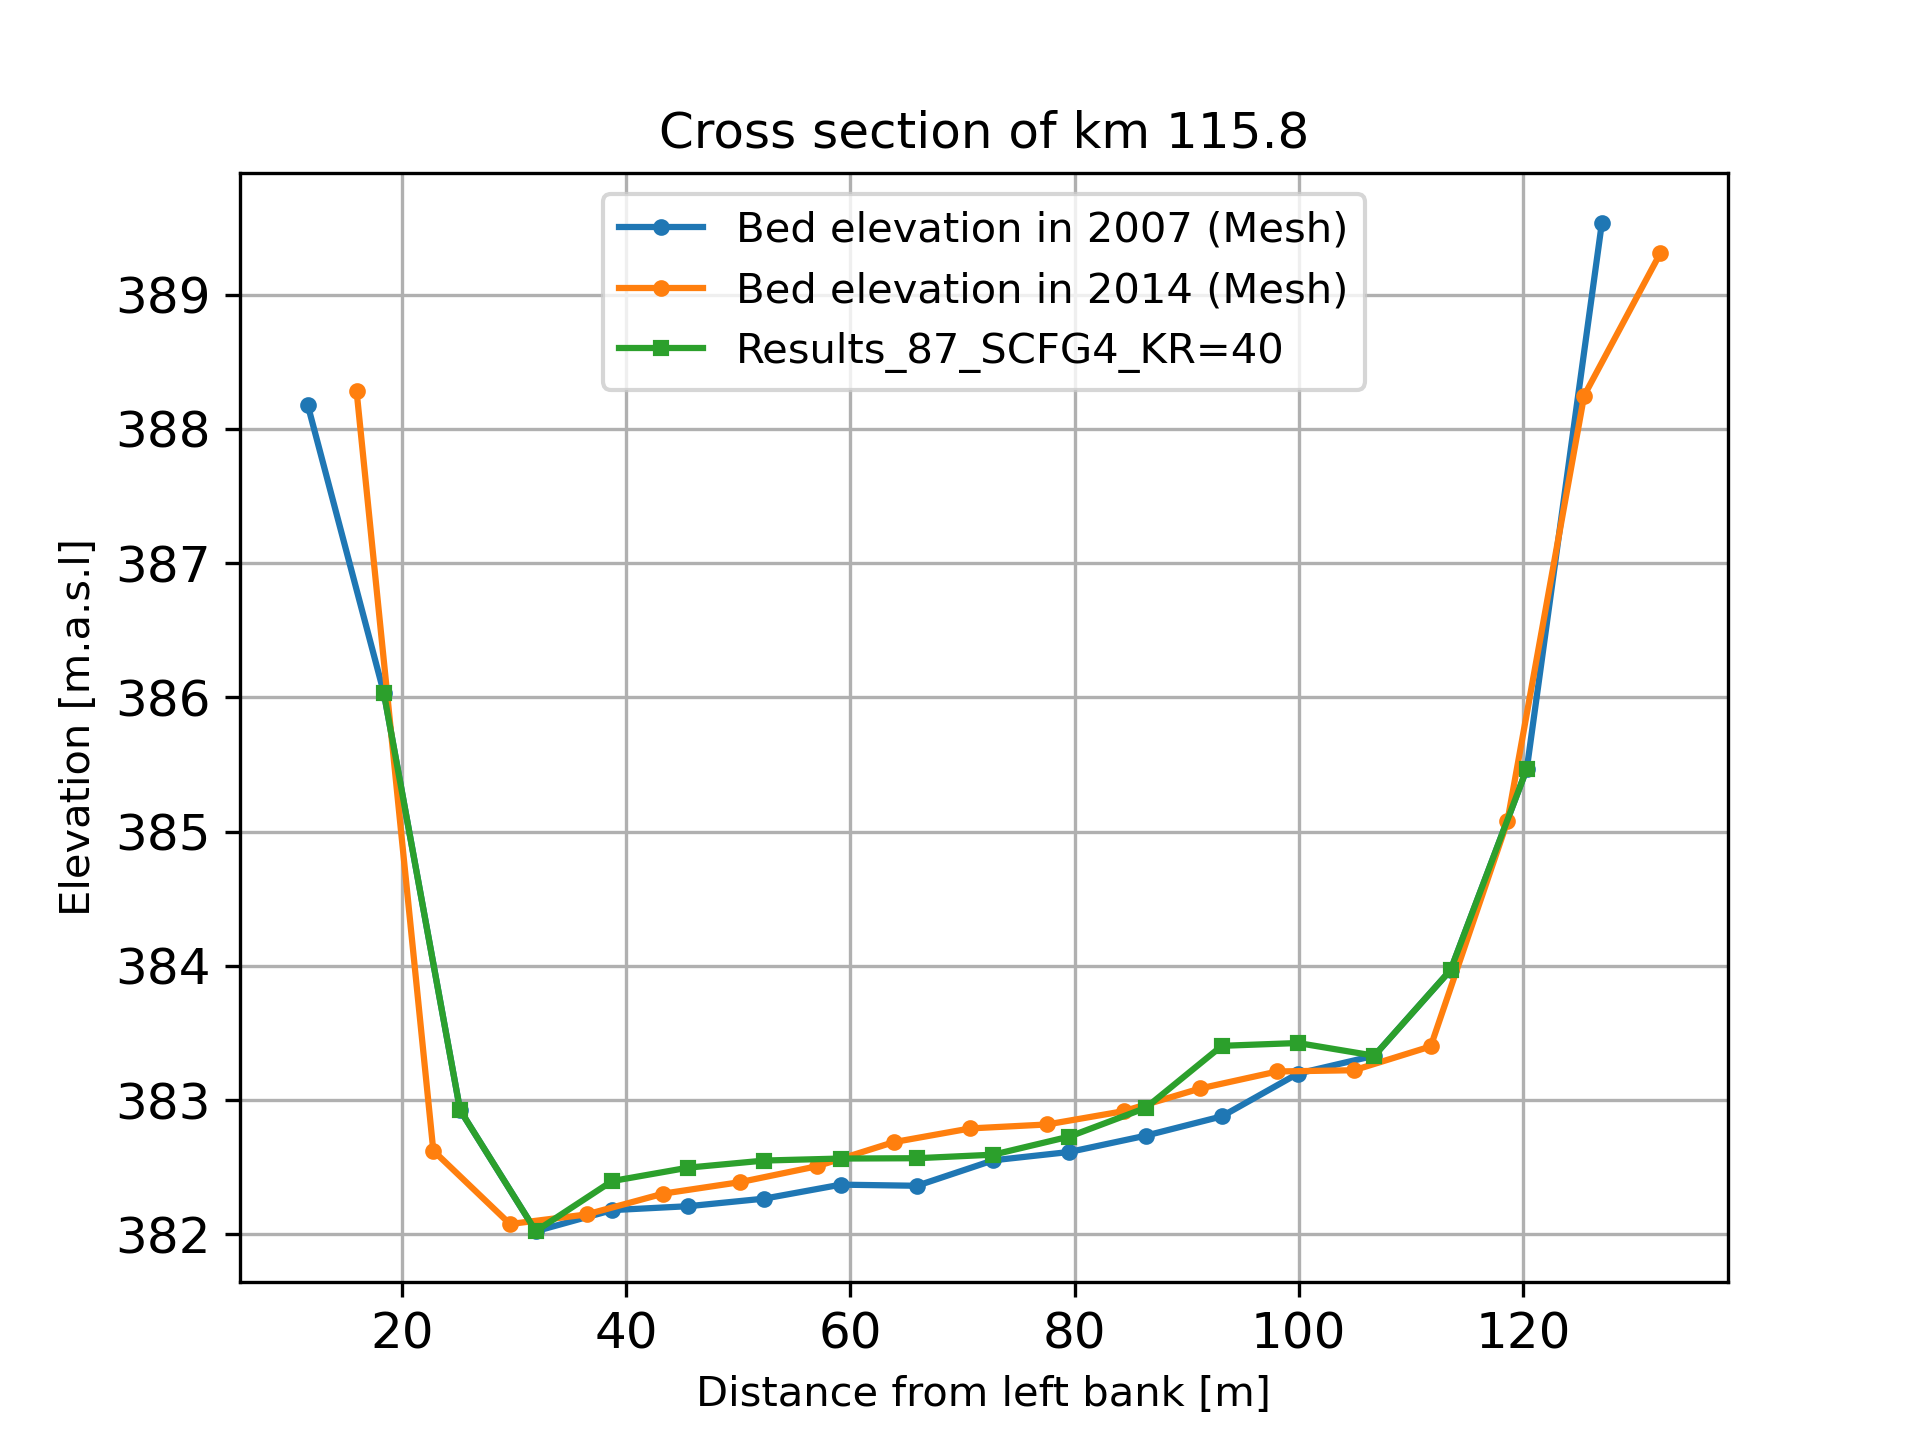 Cross section of km 115.8
Bed elevation in 2007 (Mesh)
Bed elevation in 2014 (Mesh)
Results_87_SCFG4_KR=40
389
388
387
386
385
384
383
382
Elevation [m.a.s.l]
20 40 60 80 100 120
Distance from left bank [m]